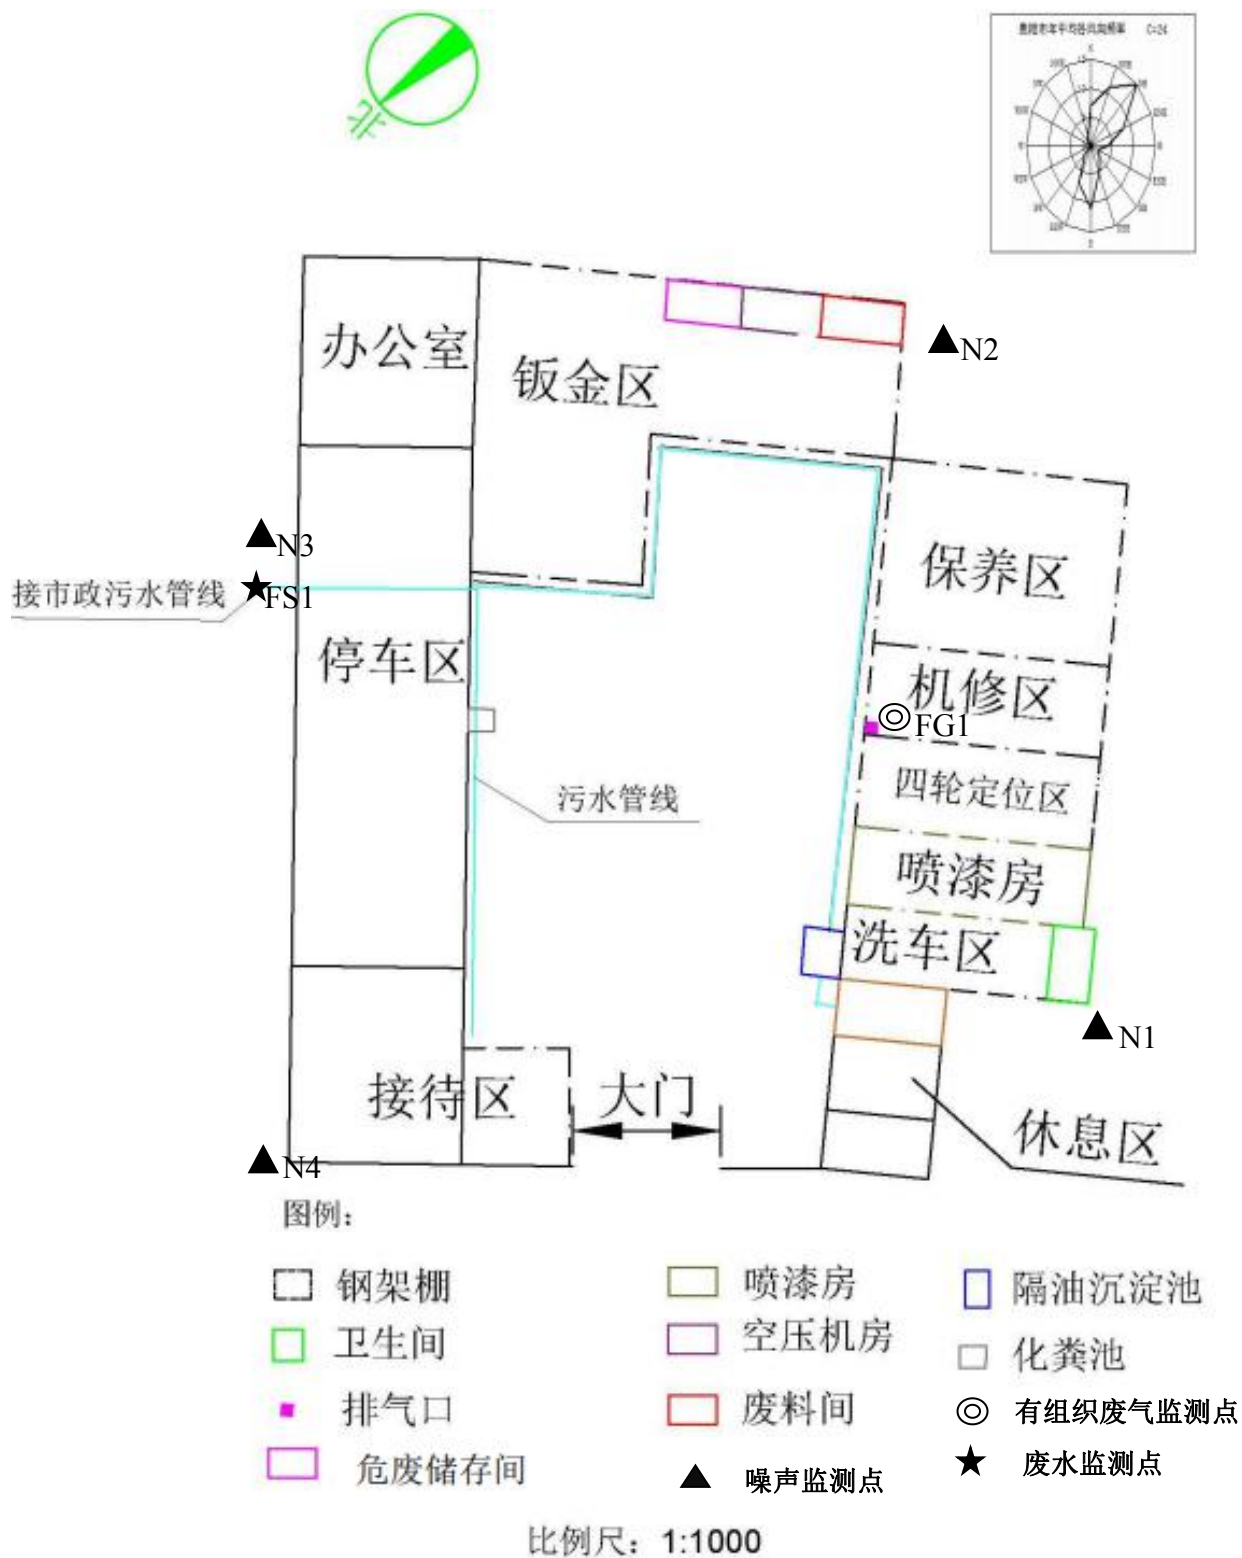 北
C=24
办公室
钣金区
N2
N3
保养区
接市政污水管线
FS1
停车区
机修区
FG1
四轮定位区
污水管线
喷漆房
洗车区
N1
接待区
大门
休息区
N4
图例：
钢架棚
喷漆房
隔油沉淀池
卫生间
空压机房
化粪池
排气口
废料间
有组织废气监测点
危废储存间
噪声监测点
废水监测点
比例尺：1:1000